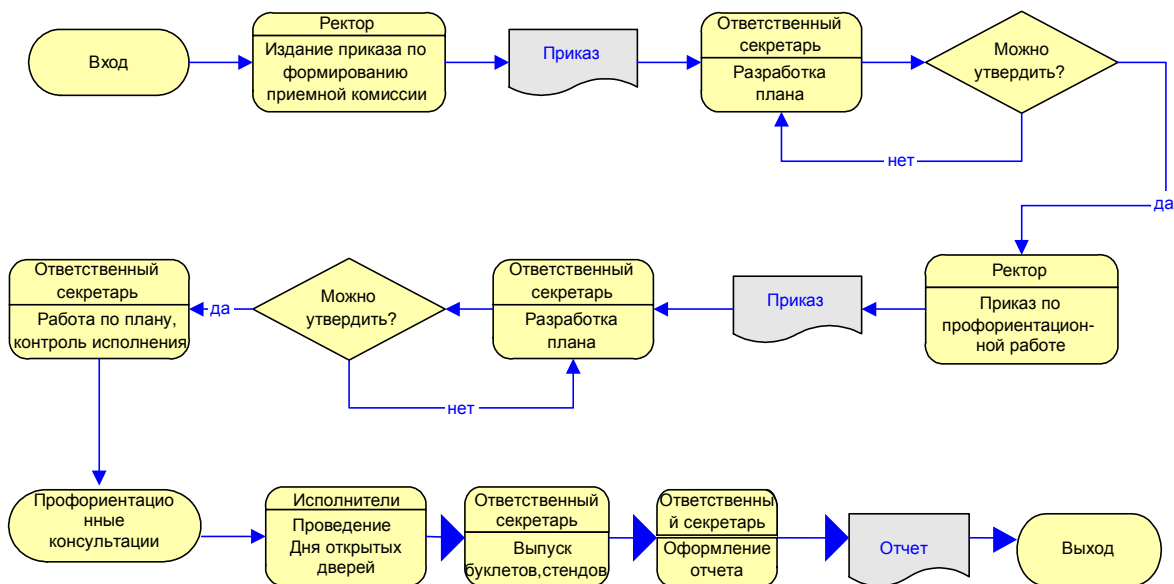 Вход
Ректор
Издание приказа по
формированию
приемной комиссии
Приказ
Ответственный
секретарь
Разработка
плана
Можно
утвердить?
нет
да
Ректор
Приказ по
профориентацион-
ной работе
Приказ
Ответственный
секретарь
Разработка
плана
Можно
утвердить?
нет
да
Ответственный
секретарь
Работа по плану,
контроль исполнения
Профориентацио
нные
консультации
Исполнители
Проведение
Дня открытых
дверей
Ответственный
секретарь
Выпуск
буклетов,стендов
Ответственны
й секретарь
Оформление
отчета
Отчет
Выход